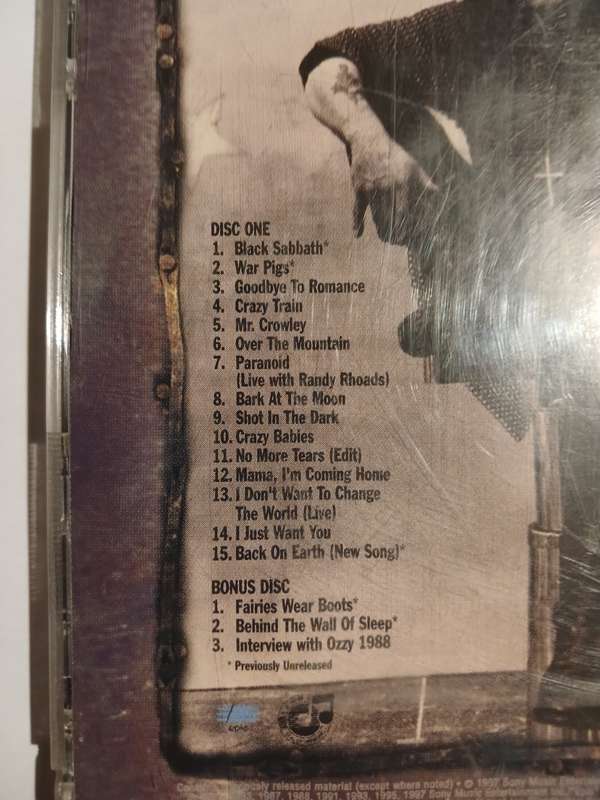 DISC ONE
1. Black Sabbath*
2. War Pigs*
3. Goodbye To Romance
4. Crazy Train
5. Mr. Crowley
6. Over The Mountain
7. Paranoid
(Live with Randy Rhoads)
8. Bark At The Moon
9. Shot In The Dark
10. Crazy Babies
11. No More Tears (Edit)
12. Mama, I'm Coming Home
13. I Don't Want To Change
The World (Live)
14. I Just Want You
15. Back On Earth (New Song)*
BONUS DISC
1. Fairies Wear Boots*
2. Behind The Wall Of Sleep*
3. Interview with Ozzy 1988
* Previously Unreleased
released material (except where noted) • © 1997 Sony Music
1987, 1988, 1991, 1993, 1995, 1997 Sony Music Entertainment Inc.